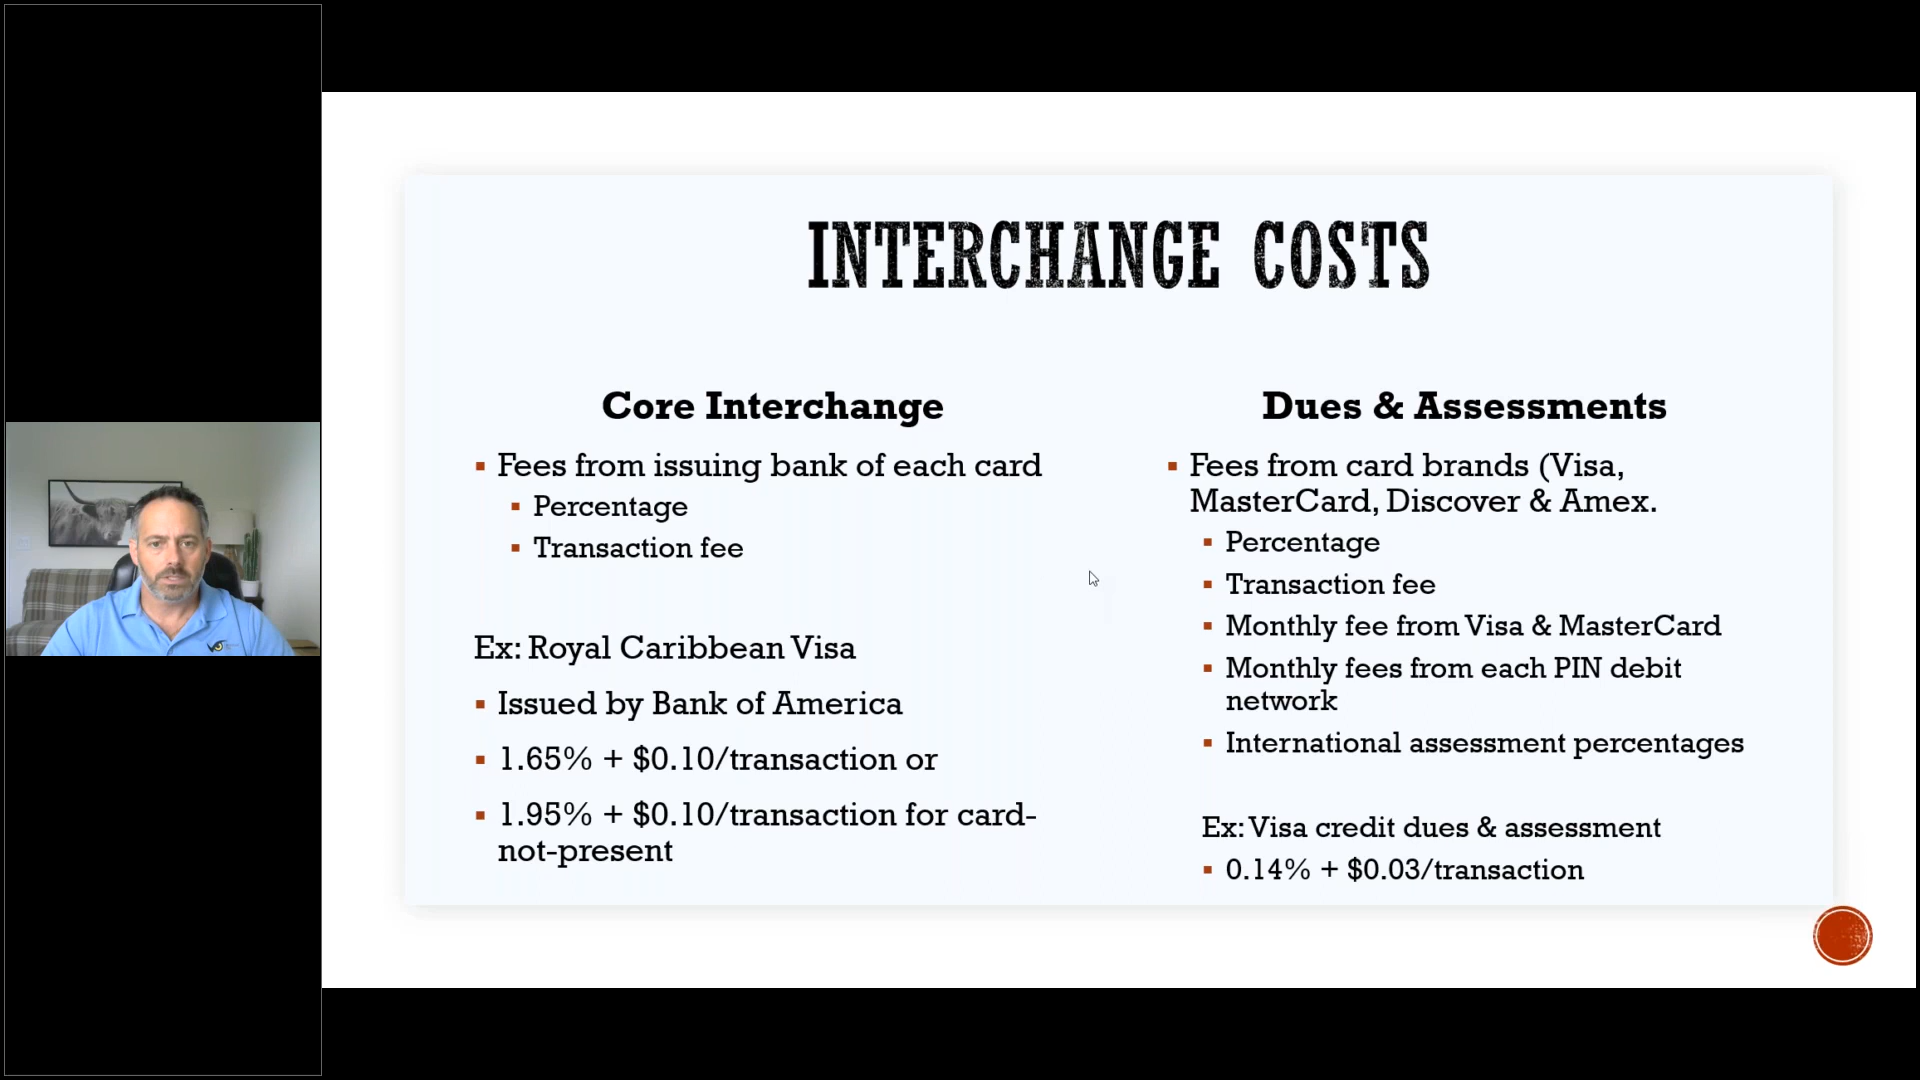 INTERCHANGE COSTS
Core Interchange
Fees from issuing bank of each card
Percentage
Transaction fee
Ex: Royal Caribbean Visa
Issued by Bank of America
1.65% + $0.10/transaction or
1.95% + $0.10/transaction for card-
not-present
Dues & Assessments
Fees from card brands (Visa,
MasterCard, Discover & Amex.
Percentage
Transaction fee
Monthly fee from Visa & MasterCard
Monthly fees from each PIN debit
network
International assessment percentages
Ex: Visa credit dues & assessment
0.14% + $0.03/transaction